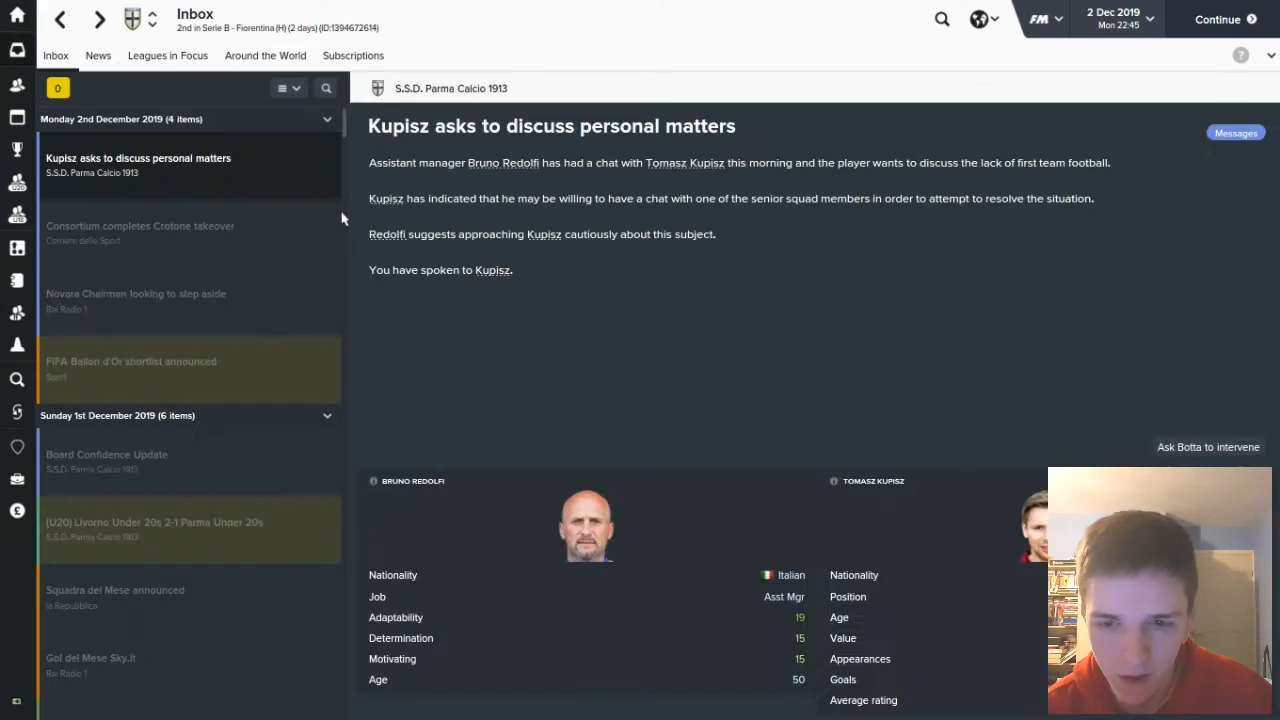 Inbox
2nd in Serie B - Fiorentina (H) (2 days) (ID:1394672614)
FM
2 Dec 2019
Mon 22:45
Continue
Inbox
News
Leagues in Focus
Around the World
Subscriptions
?
0
S.S.D. Parma Calcio 1913
Monday 2nd December 2019 (4 items)
Kupisz asks to discuss personal matters
S.S.D. Parma Calcio 1913
Consortium completes Crotone takeover
Corriere dello Sport
Novara Chairman looking to step aside
Rai Radio 1
FIFA Ballon d'Or shortlist announced
Sport
Sunday 1st December 2019 (6 items)
Board Confidence Update
S.S.D. Parma Calcio 1913
(U20) Livorno Under 20s 2-1 Parma Under 20s
S.S.D. Parma Calcio 1913
Squadra del Mese announced
la Repubblica
Gol del Mese Sky.it
Rai Radio 1
U20
U18
Kupisz asks to discuss personal matters
Messages
Assistant manager Bruno Redolfi has had a chat with Tomasz Kupisz this morning and the player wants to discuss the lack of first team football.
Kupisz has indicated that he may be willing to have a chat with one of the senior squad members in order to attempt to resolve the situation.
Redolfi suggests approaching Kupisz cautiously about this subject.
You have spoken to Kupisz.
Ask Botta to intervene
BRUNO REDOLFI
Nationality Italian
Job Asst Mgr
Adaptability 19
Determination 15
Motivating 15
Age 50
TOMASZ KUPISZ
Nationality
Position
Age
Value
Appearances
Goals
Average rating